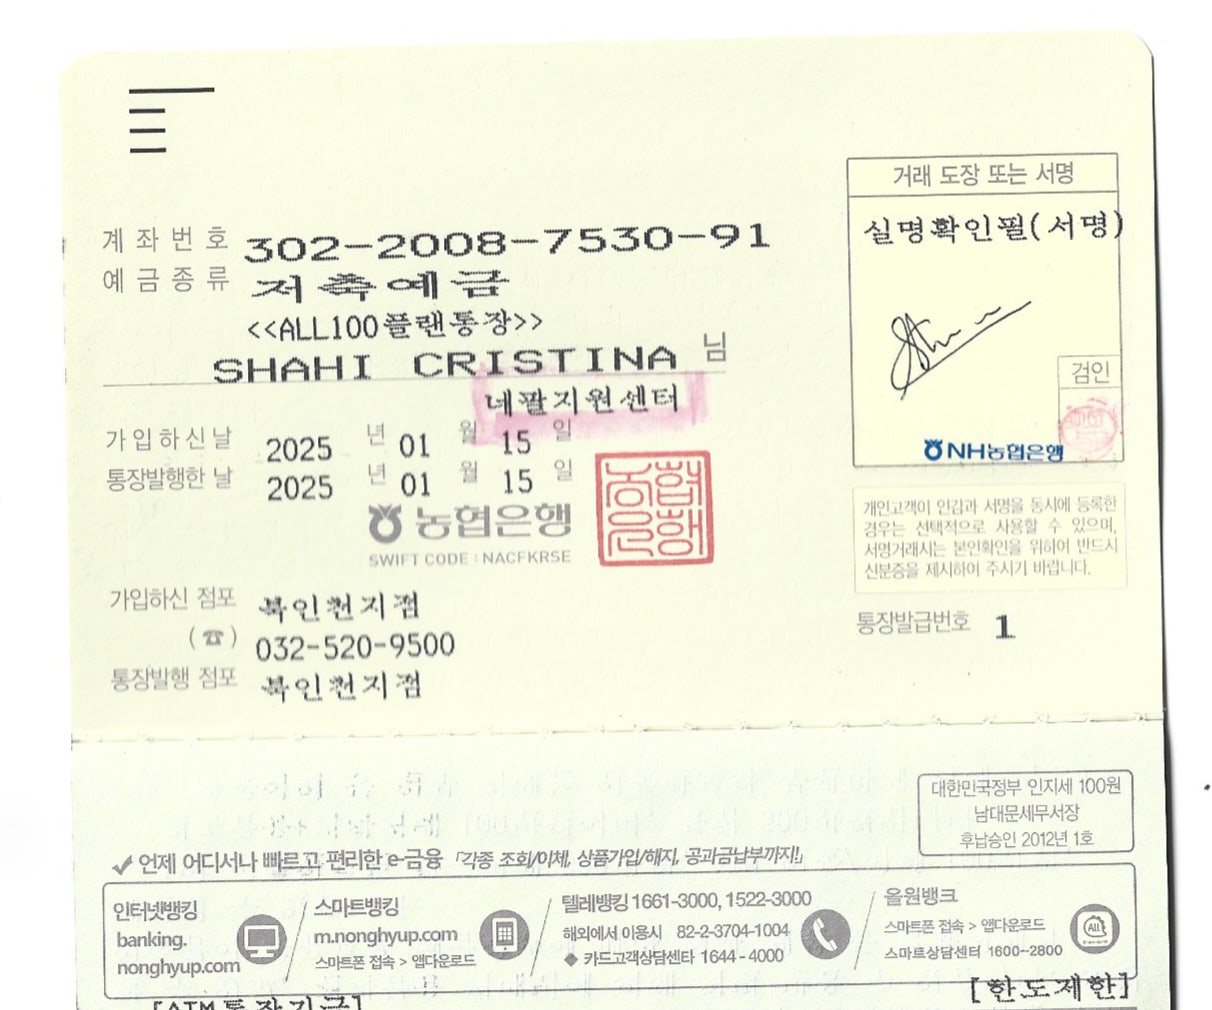 계좌번호 302-2008-7530-91
예금종류 저축예금
<<ALL100플랜통장>>
SHAHI CRISTINA 님
네팔지원센터
가입하신날 2025 년 01 월 15 일
통장발행한 날 2025 년 01 월 15 일
농협은행
SWIFT CODE : NACFKRSE
농협은행
가입하신 점포 북인천지점
(☎) 032-520-9500
통장발행 점포 북인천지점
거래 도장 또는 서명
실명확인필(서명)
검인
NH농협은행
개인고객이 인감과 서명을 동시에 등록한
경우는 선택적으로 사용할 수 있으며,
서명거래시는 본인확인을 위하여 반드시
신분증을 제시하여 주시기 바랍니다.
통장발급번호 1
대한민국정부 인지세 100원
남대문세무서장
후납승인 2012년 1호
✓ 언제 어디서나 빠르고 편리한 e-금융 「각종 조회/이체, 상품가입/해지, 공과금납부까지!」
인터넷뱅킹
banking.
nonghyup.com
스마트뱅킹
m.nonghyup.com
스마트폰 접속 > 앱다운로드
텔레뱅킹 1661-3000, 1522-3000
해외에서 이용시 82-2-3704-1004
◆ 카드고객상담센타 1644-4000
올원뱅크
스마트폰 접속 > 앱다운로드
스마트상담센터 1600-2800
All
[ATM통장기급]
[한도제한]